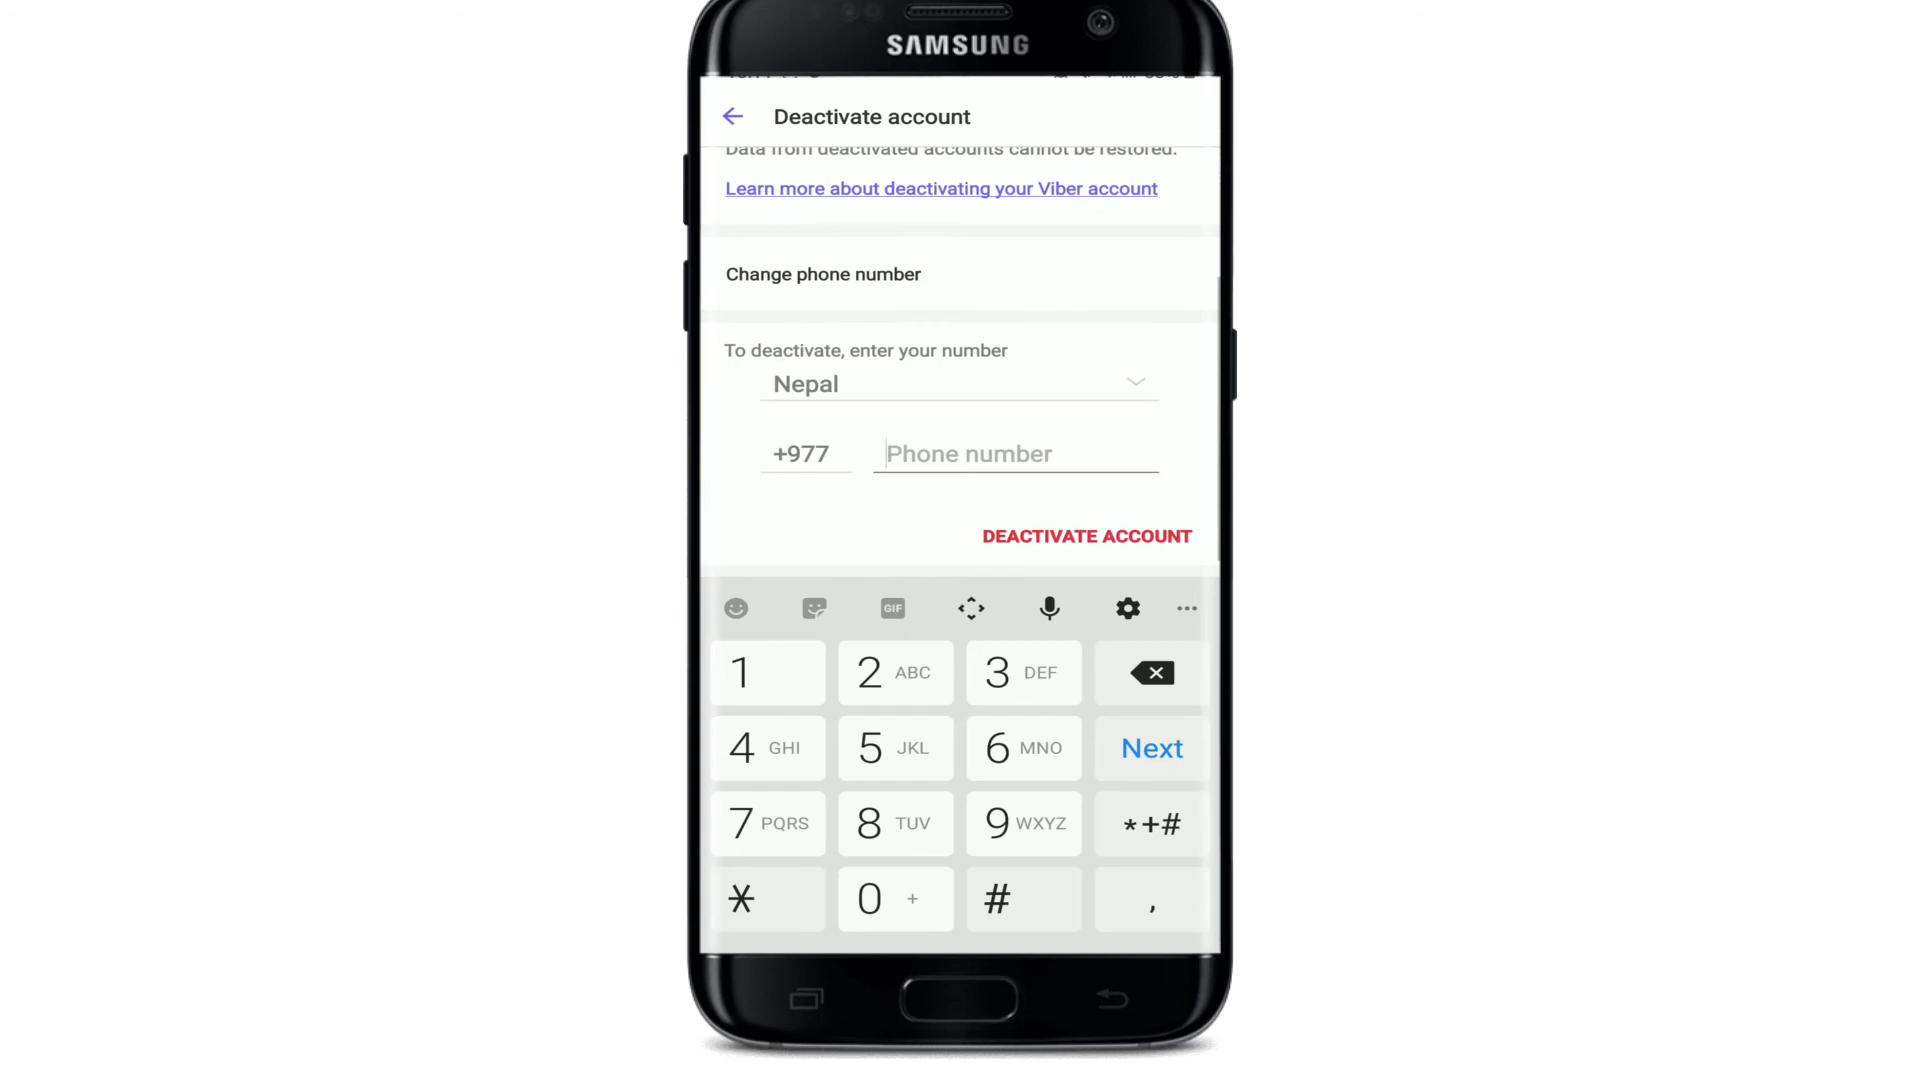 SAMSUNG
Deactivate account
Data from deactivated accounts cannot be restored.
Learn more about deactivating your Viber account
Change phone number
To deactivate, enter your number
Nepal
+977 Phone number
DEACTIVATE ACCOUNT
GIF
1 2 ABC 3 DEF
4 GHI 5 JKL 6 MNO Next
7 PQRS 8 TUV 9 WXYZ *+#
* 0 + # ,